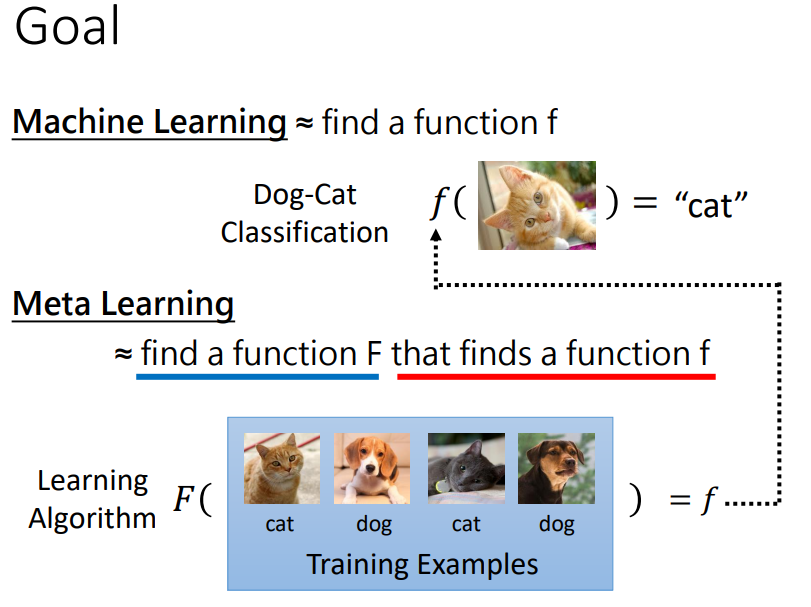 Goal
Machine Learning ≈ find a function f
Dog-Cat
Classification
f( ) = “cat”
Meta Learning
≈ find a function F that finds a function f
Learning
Algorithm
F( ) = f
cat dog cat dog
Training Examples